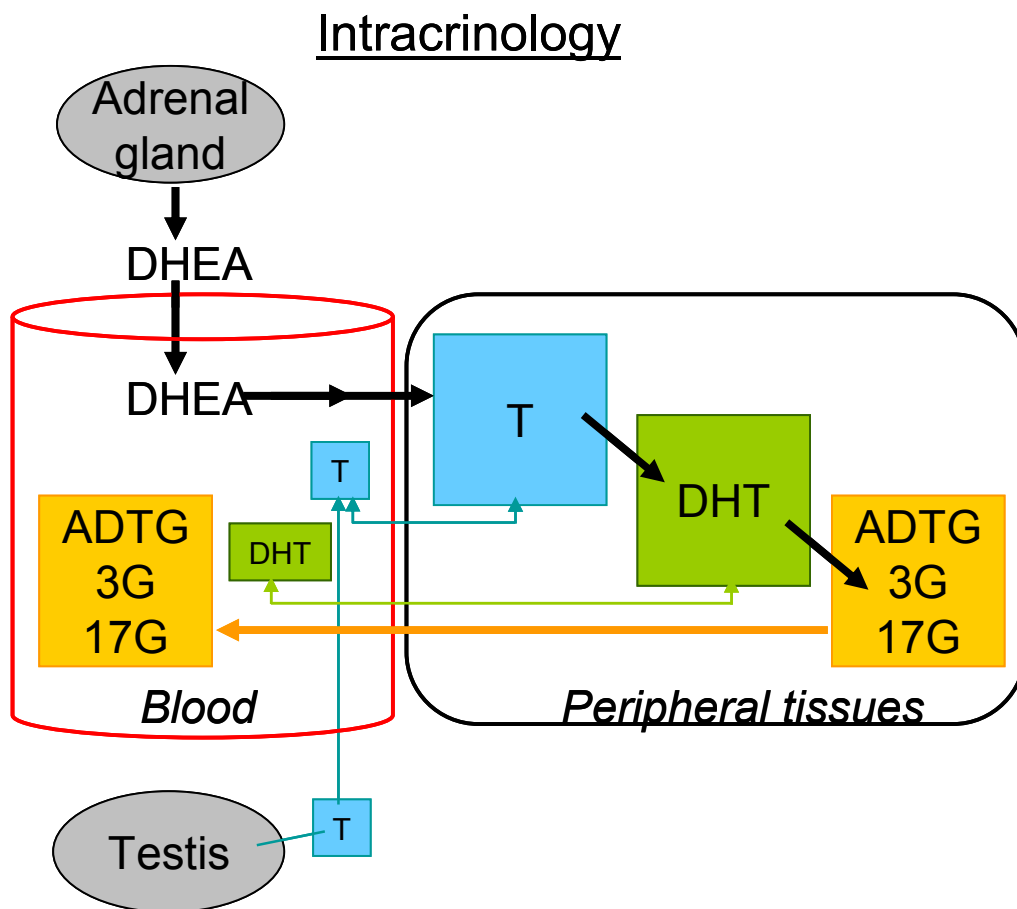 Intracrinology
Adrenal
gland
DHEA
DHEA
T
T
DHT
DHT
ADTG
3G
17G
ADTG
3G
17G
Blood
Peripheral tissues
T
Testis